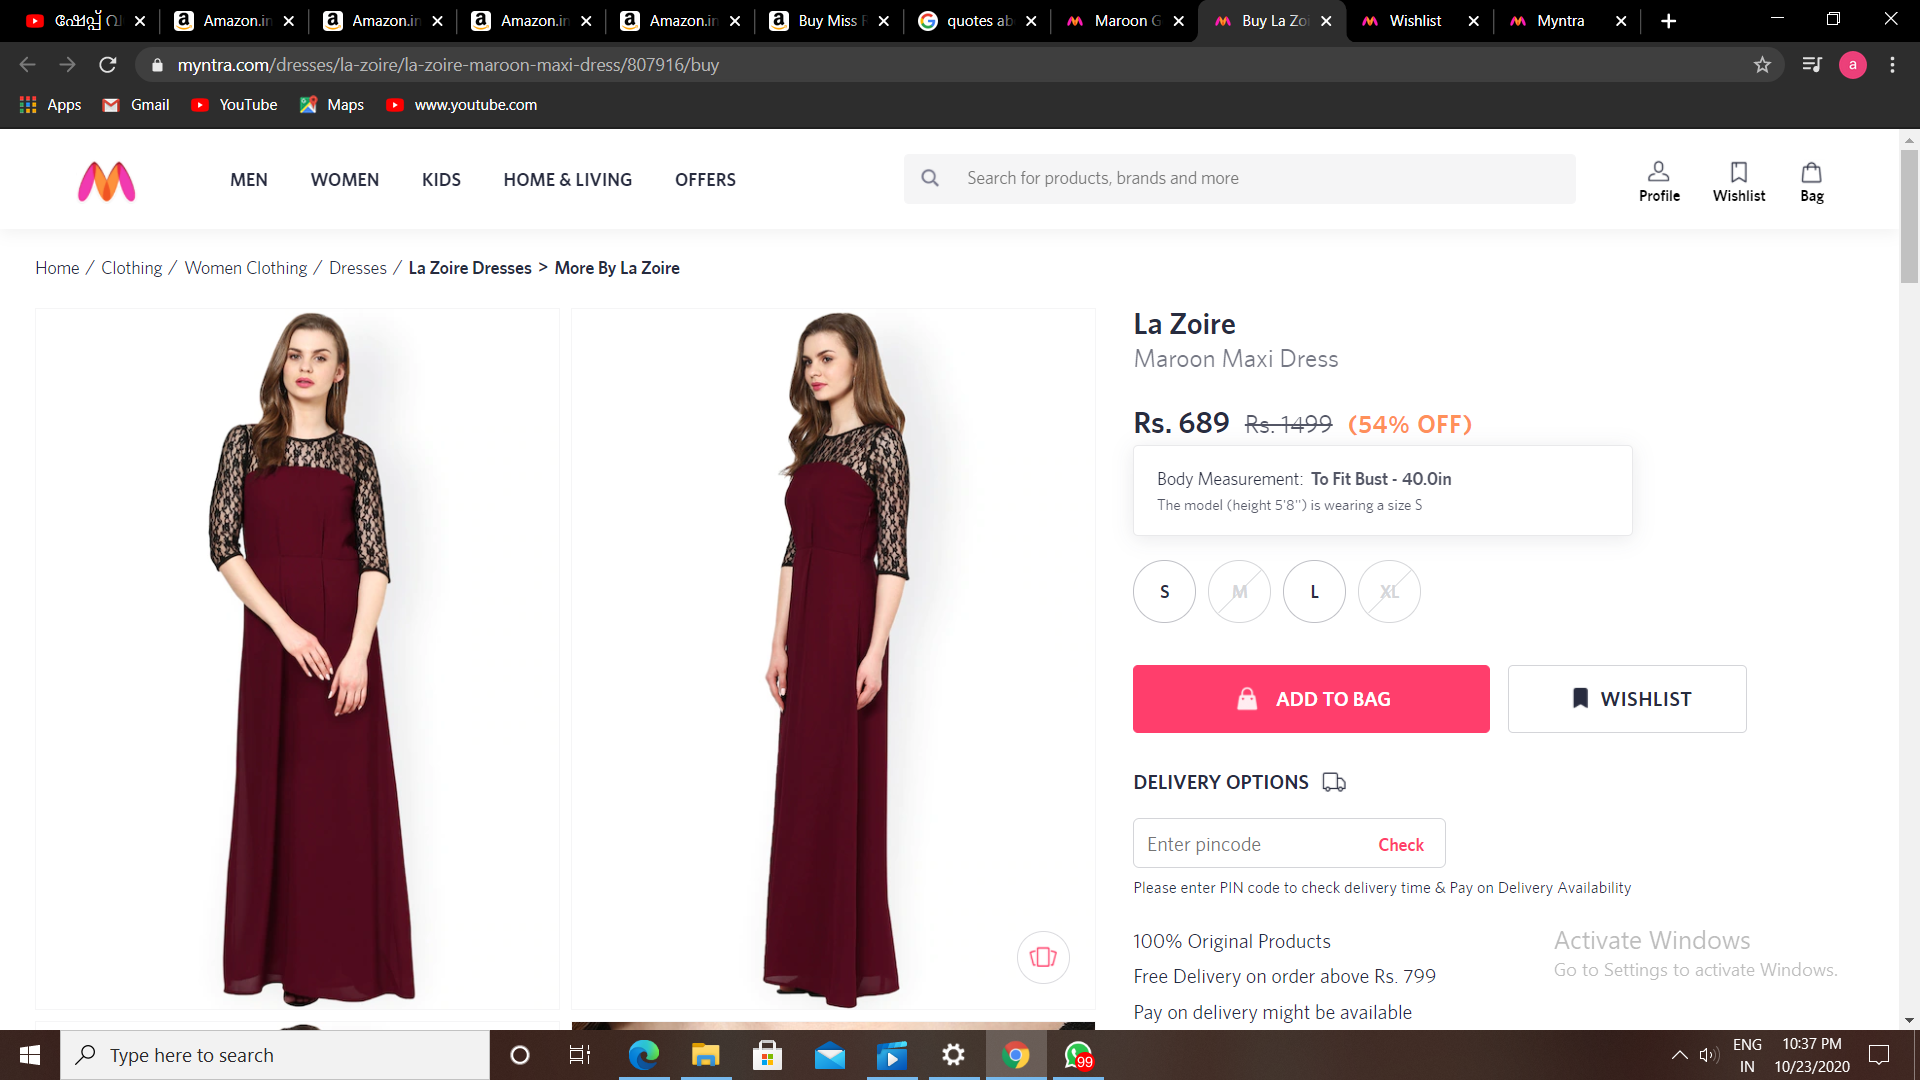 ഷേപ്പ് വ
Amazon.in
Amazon.in
Amazon.in
Amazon.in
Buy Miss
quotes ab
Maroon G
Buy La Zoi
Wishlist
Myntra
myntra.com/dresses/la-zoire/la-zoire-maroon-maxi-dress/807916/buy
a
Apps
Gmail
YouTube
Maps
www.youtube.com
MEN
WOMEN
KIDS
HOME & LIVING
OFFERS
Search for products, brands and more
Profile
Wishlist
Bag
Home / Clothing / Women Clothing / Dresses / La Zoire Dresses > More By La Zoire
La Zoire
Maroon Maxi Dress
Rs. 689 Rs. 1499 (54% OFF)
Body Measurement: To Fit Bust - 40.0in
The model (height 5'8'') is wearing a size S
S M L XL
ADD TO BAG
WISHLIST
DELIVERY OPTIONS
Enter pincode Check
Please enter PIN code to check delivery time & Pay on Delivery Availability
100% Original Products
Free Delivery on order above Rs. 799
Pay on delivery might be available
Activate Windows
Go to Settings to activate Windows.
Type here to search
99
ENG
IN
10:37 PM
10/23/2020